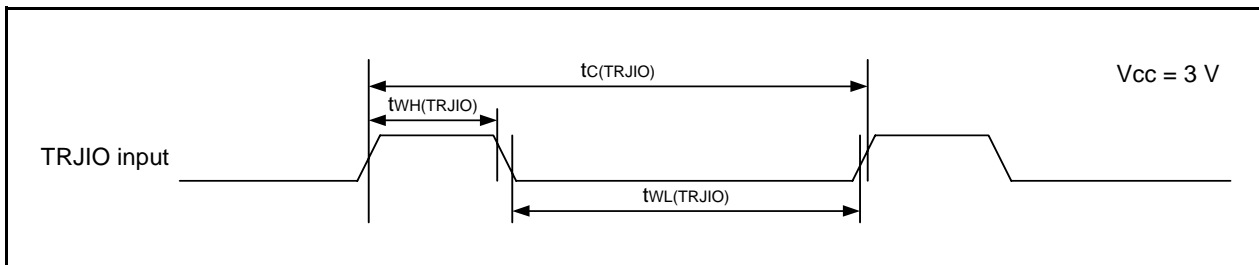 tC(TRJIO)
Vcc = 3 V
tWH(TRJIO)
TRJIO input
tWL(TRJIO)